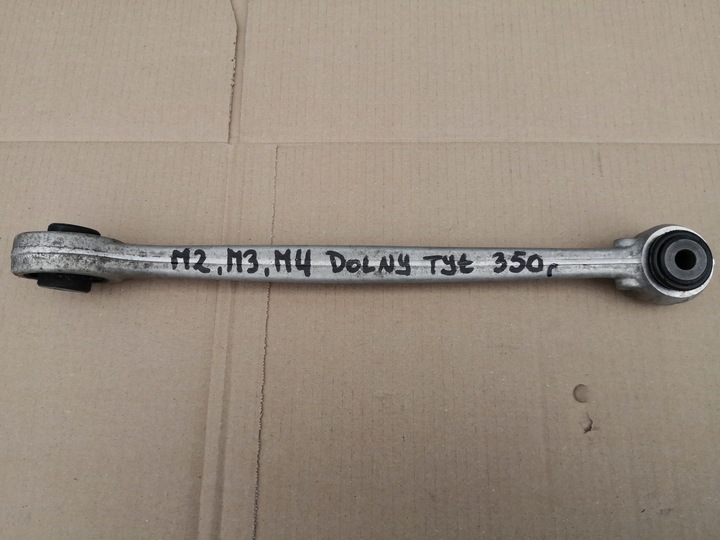 M2, M3, M4 DOLNY TYŁ 350,